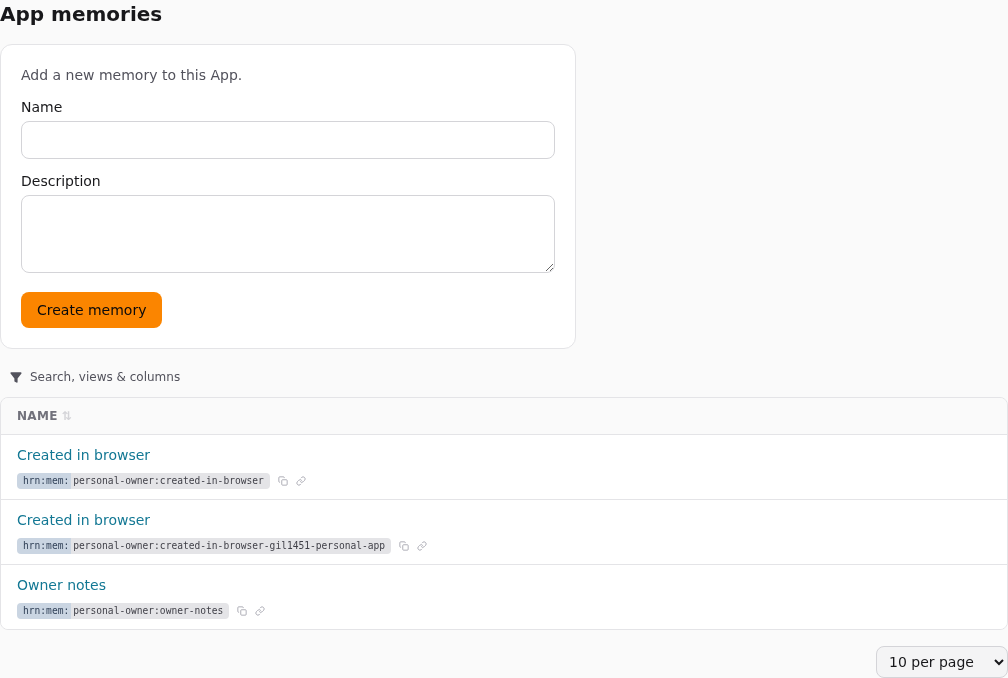 App memories
Add a new memory to this App.
Name
Description
Create memory
Search, views & columns
NAME
Created in browser
hrn:mem:personal-owner:created-in-browser
Created in browser
hrn:mem:personal-owner:created-in-browser-gil1451-personal-app
Owner notes
hrn:mem:personal-owner:owner-notes
10 per page